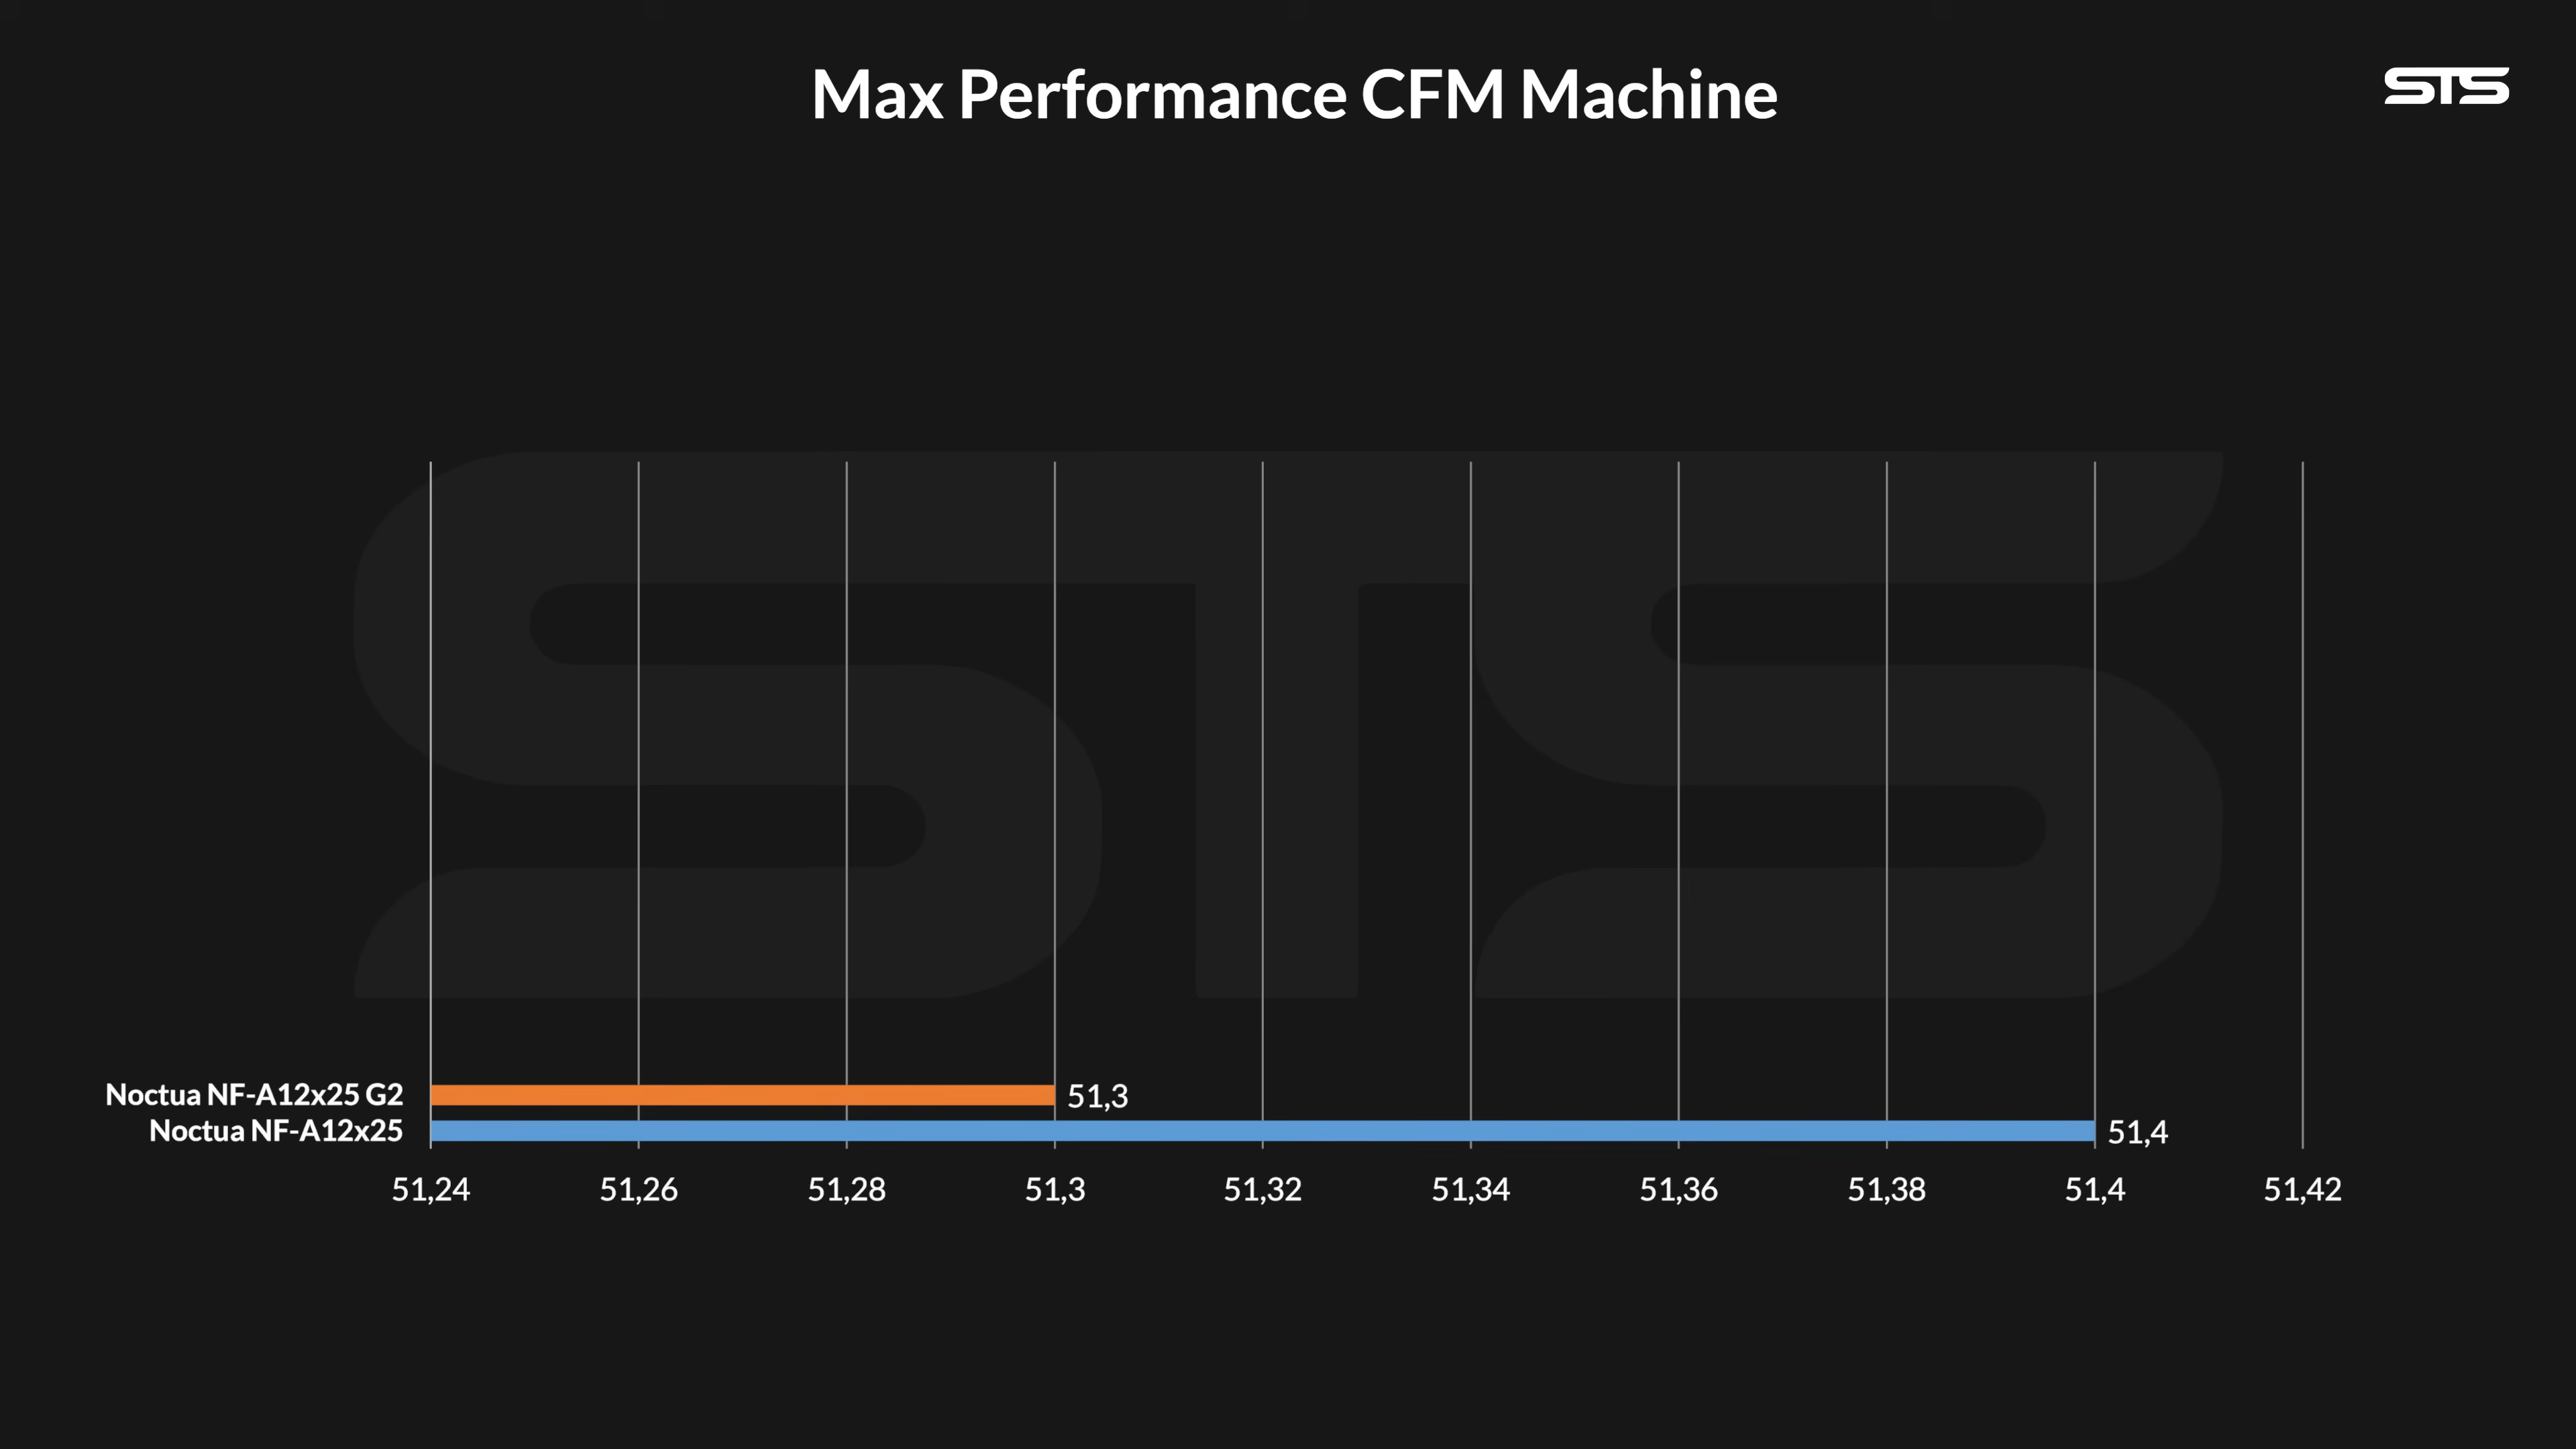 Max Performance CFM Machine
STS
STS
Noctua NF-A12x25 G2
51,3
Noctua NF-A12x25
51,4
51,24 51,26 51,28 51,3 51,32 51,34 51,36 51,38 51,4 51,42